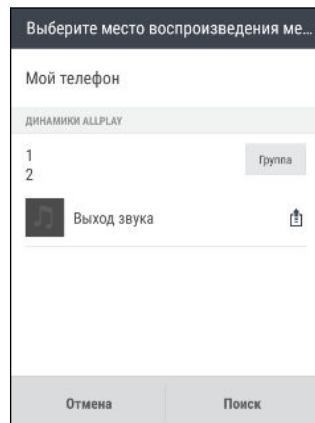 Выберите место воспроизведения ме...
Мой телефон
ДИНАМИКИ ALLPLAY
1
2
Группа
Выход звука
Отмена
Поиск